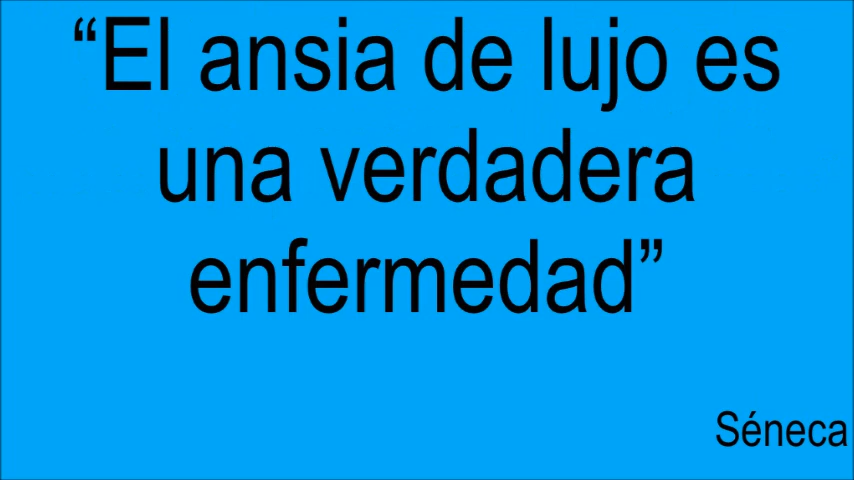 “El ansia de lujo es
una verdadera
enfermedad”
Séneca